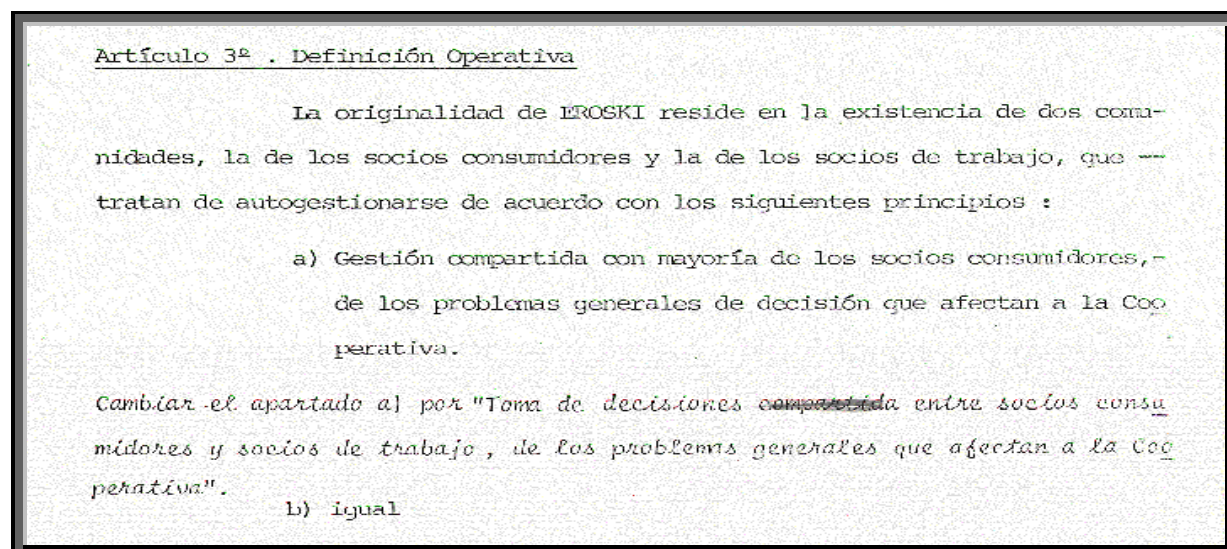 Artículo 3º . Definición Operativa
La originalidad de EROSKI reside en la existencia de dos comu-
nidades, la de los socios consumidores y la de los socios de trabajo, que --
tratan de autogestionarse de acuerdo con los siguientes principios :
a) Gestión compartida con mayoría de los socios consumidores,-
de los problemas generales de decisión que afectan a la Coo
perativa.
Cambiar el apartado a) por "Toma de decisiones compartida entre socios consu
midores y socios de trabajo, de los problemas generales que afectan a la Coo
perativa".
b) igual